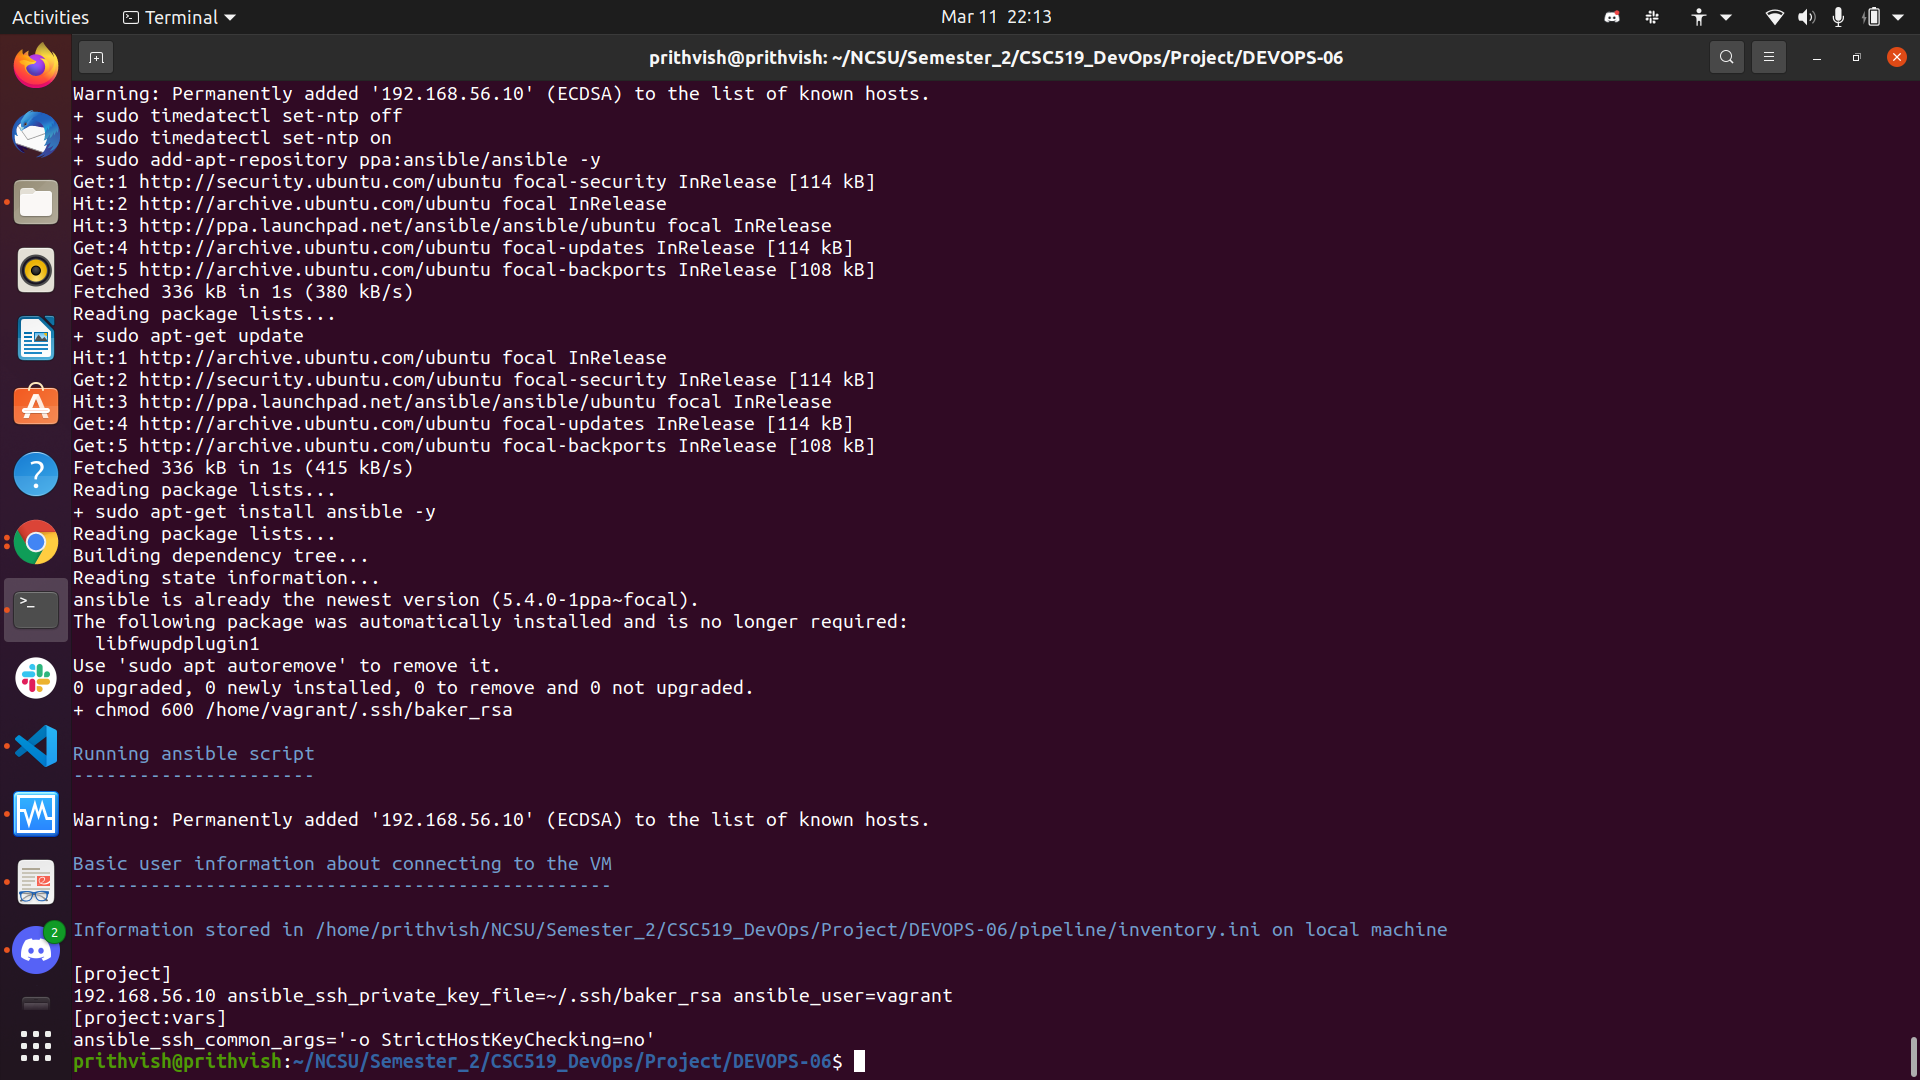 Activities
Terminal
Mar 11 22:13
prithvish@prithvish: ~/NCSU/Semester_2/CSC519_DevOps/Project/DEVOPS-06
Warning: Permanently added '192.168.56.10' (ECDSA) to the list of known hosts.
+ sudo timedatectl set-ntp off
+ sudo timedatectl set-ntp on
+ sudo add-apt-repository ppa:ansible/ansible -y
Get:1 http://security.ubuntu.com/ubuntu focal-security InRelease [114 kB]
Hit:2 http://archive.ubuntu.com/ubuntu focal InRelease
Hit:3 http://ppa.launchpad.net/ansible/ansible/ubuntu focal InRelease
Get:4 http://archive.ubuntu.com/ubuntu focal-updates InRelease [114 kB]
Get:5 http://archive.ubuntu.com/ubuntu focal-backports InRelease [108 kB]
Fetched 336 kB in 1s (380 kB/s)
Reading package lists...
+ sudo apt-get update
Hit:1 http://archive.ubuntu.com/ubuntu focal InRelease
Get:2 http://security.ubuntu.com/ubuntu focal-security InRelease [114 kB]
Hit:3 http://ppa.launchpad.net/ansible/ansible/ubuntu focal InRelease
Get:4 http://archive.ubuntu.com/ubuntu focal-updates InRelease [114 kB]
Get:5 http://archive.ubuntu.com/ubuntu focal-backports InRelease [108 kB]
Fetched 336 kB in 1s (415 kB/s)
Reading package lists...
+ sudo apt-get install ansible -y
Reading package lists...
Building dependency tree...
Reading state information...
ansible is already the newest version (5.4.0-1ppa~focal).
The following package was automatically installed and is no longer required:
  libfwupdplugin1
Use 'sudo apt autoremove' to remove it.
0 upgraded, 0 newly installed, 0 to remove and 0 not upgraded.
+ chmod 600 /home/vagrant/.ssh/baker_rsa
Running ansible script
----------------------
Warning: Permanently added '192.168.56.10' (ECDSA) to the list of known hosts.
Basic user information about connecting to the VM
-------------------------------------------------
Information stored in /home/prithvish/NCSU/Semester_2/CSC519_DevOps/Project/DEVOPS-06/pipeline/inventory.ini on local machine
[project]
192.168.56.10 ansible_ssh_private_key_file=~/.ssh/baker_rsa ansible_user=vagrant
[project:vars]
ansible_ssh_common_args='-o StrictHostKeyChecking=no'
prithvish@prithvish:~/NCSU/Semester_2/CSC519_DevOps/Project/DEVOPS-06$
2